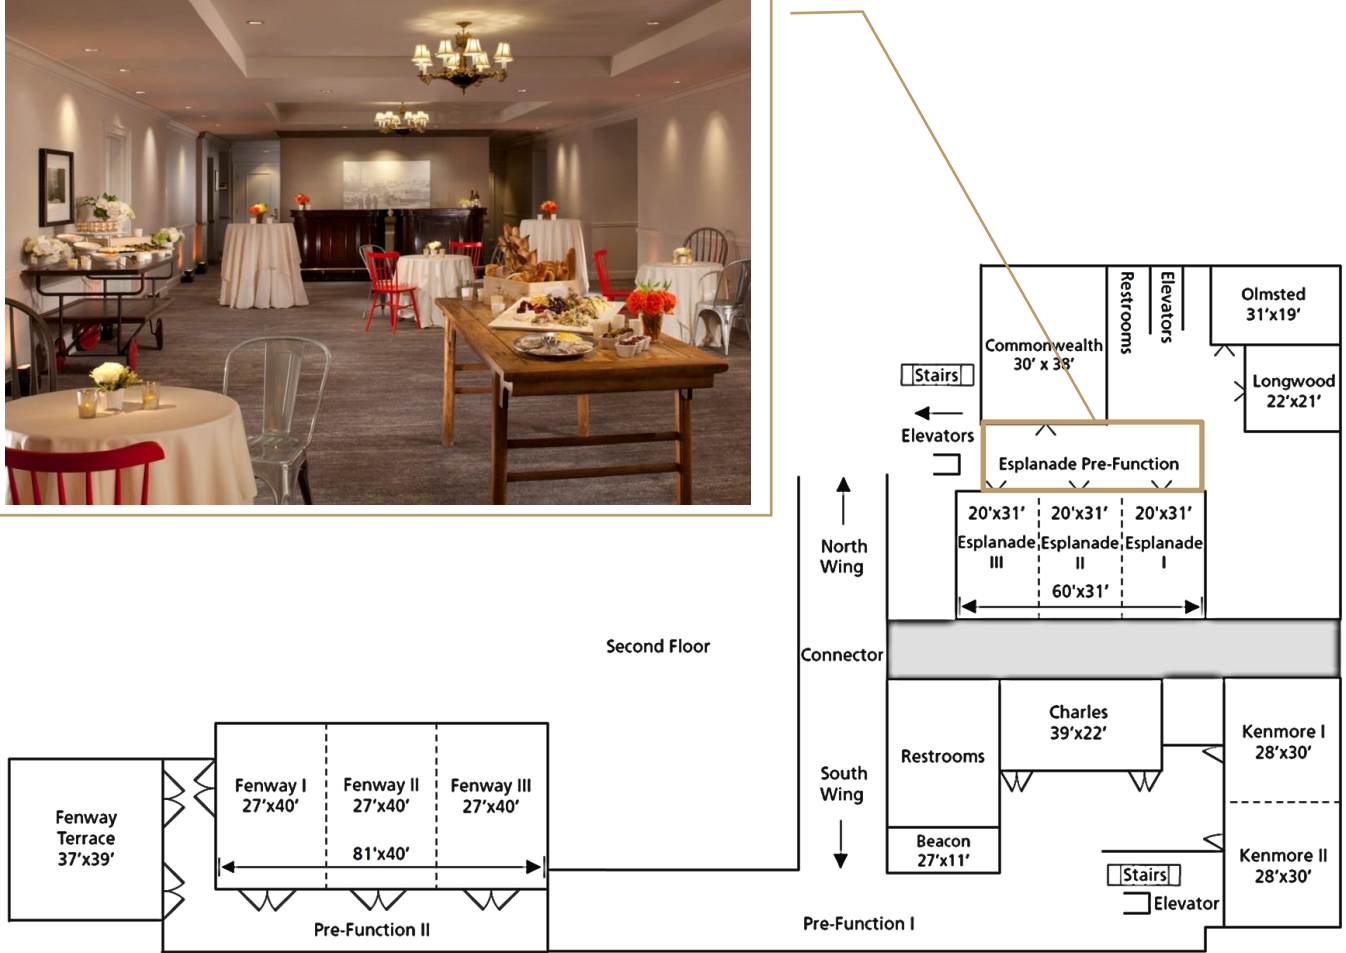 Restrooms
Elevators
Olmsted
31'x19'
Commonwealth
30' x 38'
Stairs
Longwood
22'x21'
Elevators
Esplanade Pre-Function
20'x31'
20'x31'
20'x31'
Esplanade
III
Esplanade
II
Esplanade
I
60'x31'
North
Wing
Second Floor
Connector
Charles
39'x22'
Kenmore I
28'x30'
Restrooms
South
Wing
Fenway I
27'x40'
Fenway II
27'x40'
Fenway III
27'x40'
Fenway
Terrace
37'x39'
81'x40'
Beacon
27'x11'
Kenmore II
28'x30'
Stairs
Elevator
Pre-Function I
Pre-Function II